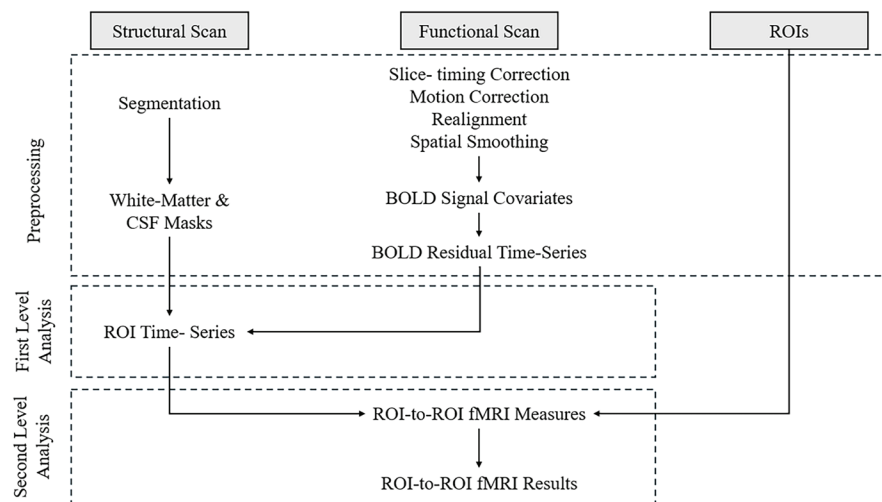 Structural Scan
Functional Scan
ROIs
Preprocessing
Segmentation
White-Matter &
CSF Masks
Slice- timing Correction
Motion Correction
Realignment
Spatial Smoothing
BOLD Signal Covariates
BOLD Residual Time-Series
First Level
Analysis
ROI Time- Series
Second Level
Analysis
ROI-to-ROI fMRI Measures
ROI-to-ROI fMRI Results